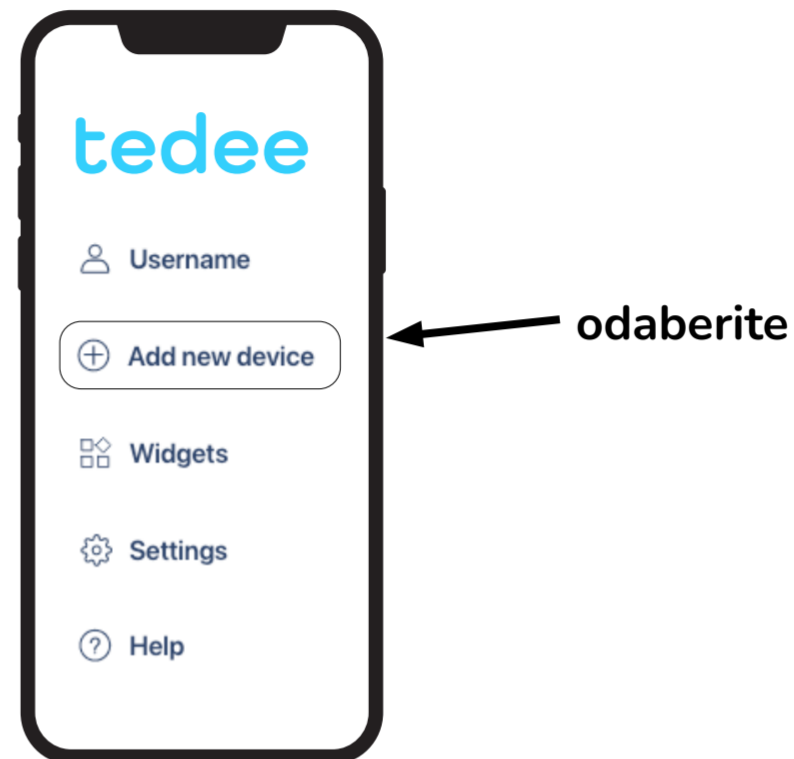 tedee
Username
Add new device
odaberite
Widgets
Settings
Help